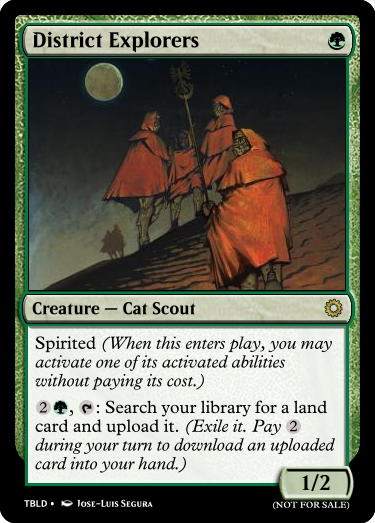 District Explorers
Creature — Cat Scout
Spirited (When this enters play, you may
activate one of its activated abilities
without paying its cost.)
2 , : Search your library for a land
card and upload it. (Exile it. Pay 2
during your turn to download an uploaded
card into your hand.)
1/2
TBLD • Jose-Luis Segura
(NOT FOR SALE)